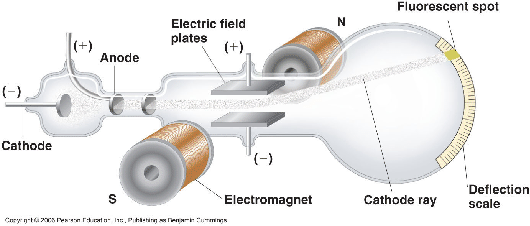 Fluorescent spot
Electric field
plates
N
(+)
(+)
Anode
(−)
Cathode
(−)
S
Electromagnet
Cathode ray
Deflection
scale
Copyright © 2006 Pearson Education, Inc., Publishing as Benjamin Cummings